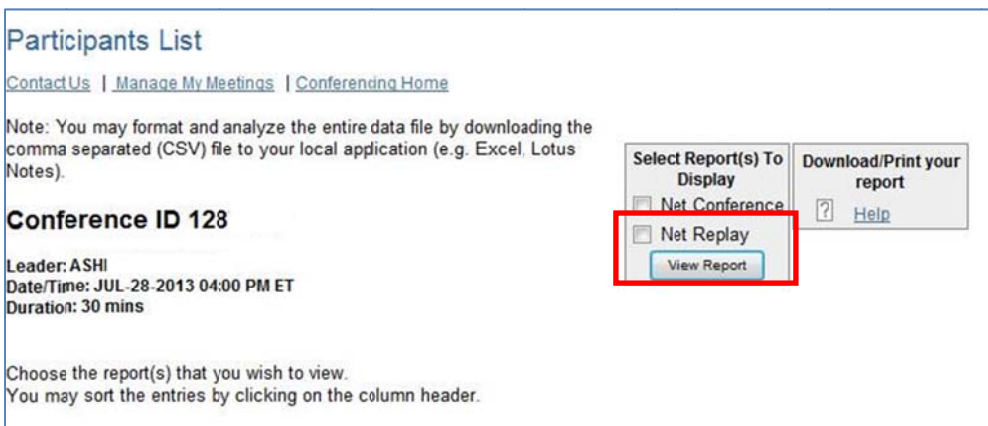 Participants List
Contact Us | Manage My Meetings | Conferencing Home
Note: You may format and analyze the entire data file by downloading the
comma separated (CSV) file to your local application (e.g. Excel, Lotus
Notes).
Conference ID 128
Leader: ASHI
Date/Time: JUL-28-2013 04:00 PM ET
Duration: 30 mins
Select Report(s) To
Display
Net Conference
Net Replay
View Report
Download/Print your
report
? Help
Choose the report(s) that you wish to view.
You may sort the entries by clicking on the column header.